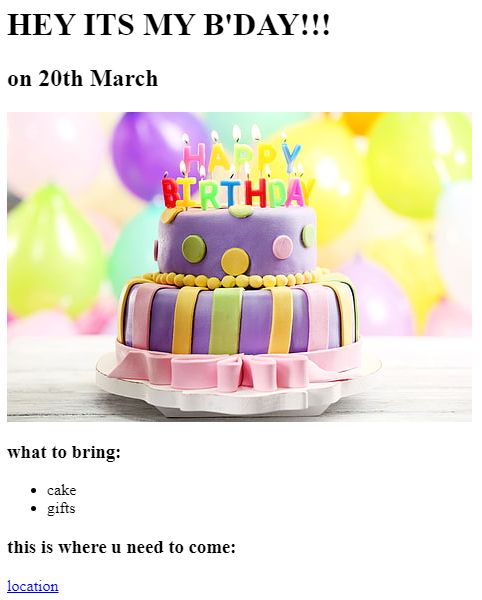 HEY ITS MY B'DAY!!!
on 20th March
HAPPY
BIRTHDAY
what to bring:
cake
gifts
this is where u need to come:
location